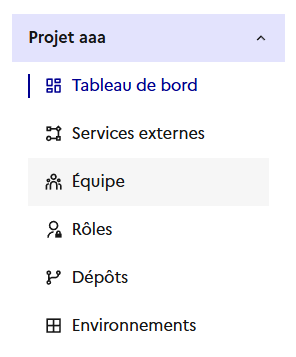 Projet aaa
Tableau de bord
Services externes
Équipe
Rôles
Dépôts
Environnements